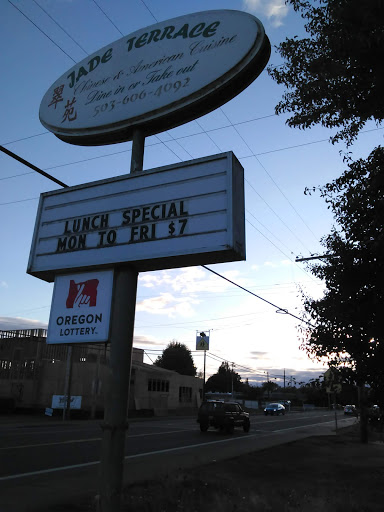 JADE TERRACE
翠苑
Chinese & American Cuisine
Dine in or Take out
503-606-4092
LUNCH SPECIAL
MON TO FRI $7
OREGON
LOTTERY.